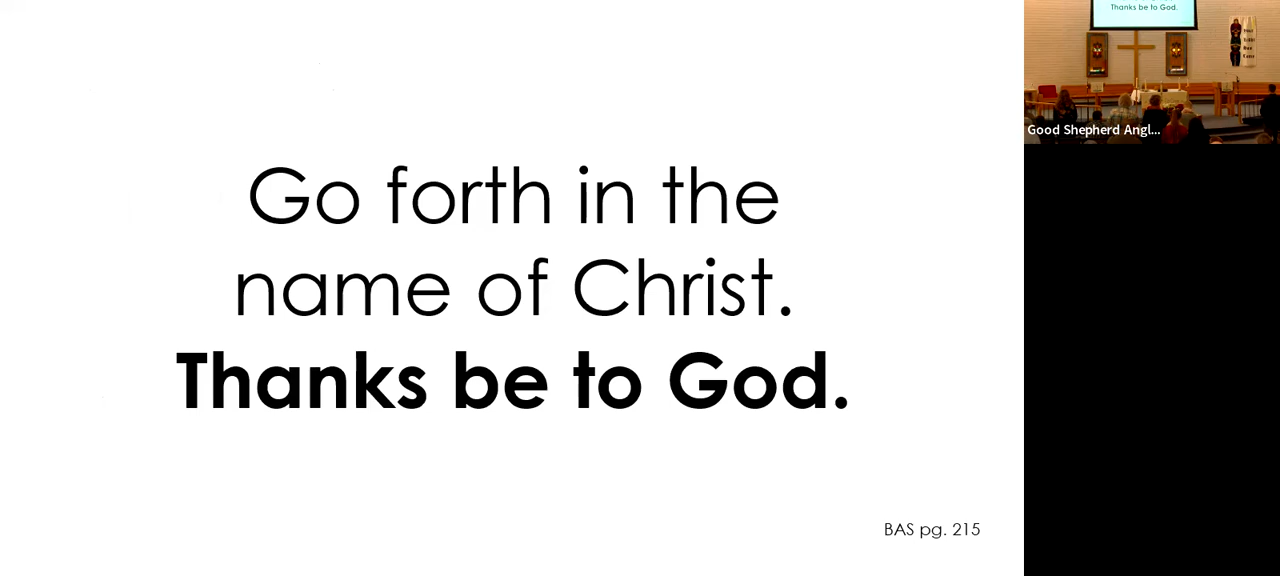 Go forth in the
name of Christ.
Thanks be to God.
BAS pg. 215
Thanks be to God.
Good Shepherd Angl...